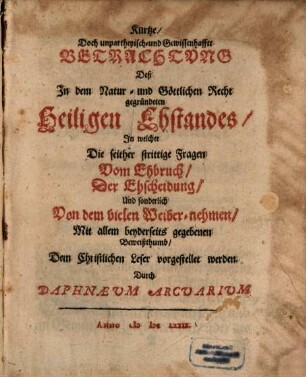 Kurtze/
Doch unpartheyisch-und Gewissenhaffte
BETRACHTUNG
Deß
In dem Natur-und Göttlichen Recht
gegründeten
Heiligen Ehstandes/
In welcher
Die seither strittige Fragen
Vom Ehbruch/
Der Ehscheidung/
Und sonderlich
Von dem vielen Weiber-nehmen/
Mit allem beyderseits gegebenen
Beweißthumb/
Dem Christlichen Leser vorgestellet werden.
Durch
DAPHNÆUM ARCUARIUM